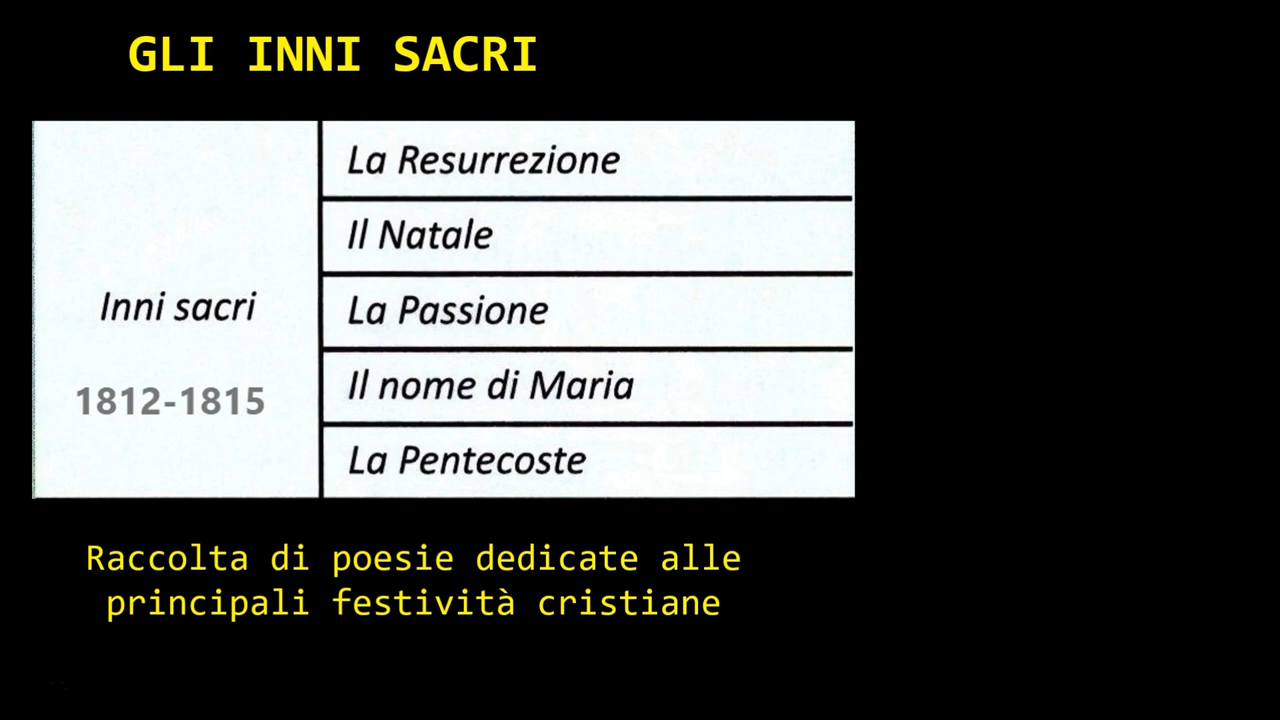 GLI INNI SACRI
La Resurrezione
Il Natale
Inni sacri
La Passione
1812-1815
Il nome di Maria
La Pentecoste
Raccolta di poesie dedicate alle
principali festività cristiane